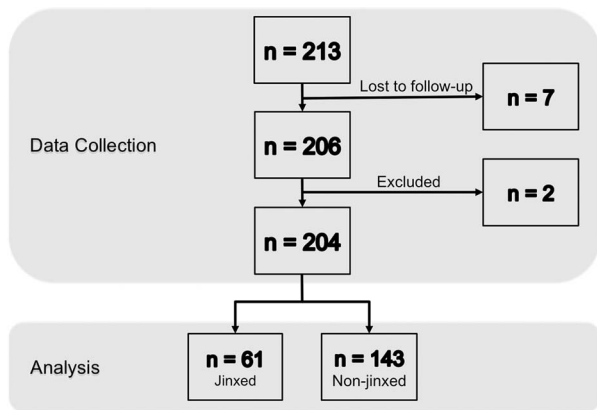 n = 213
Lost to follow-up
n = 7
Data Collection
n = 206
Excluded
n = 2
n = 204
Analysis
n = 61
Jinxed
n = 143
Non-jinxed